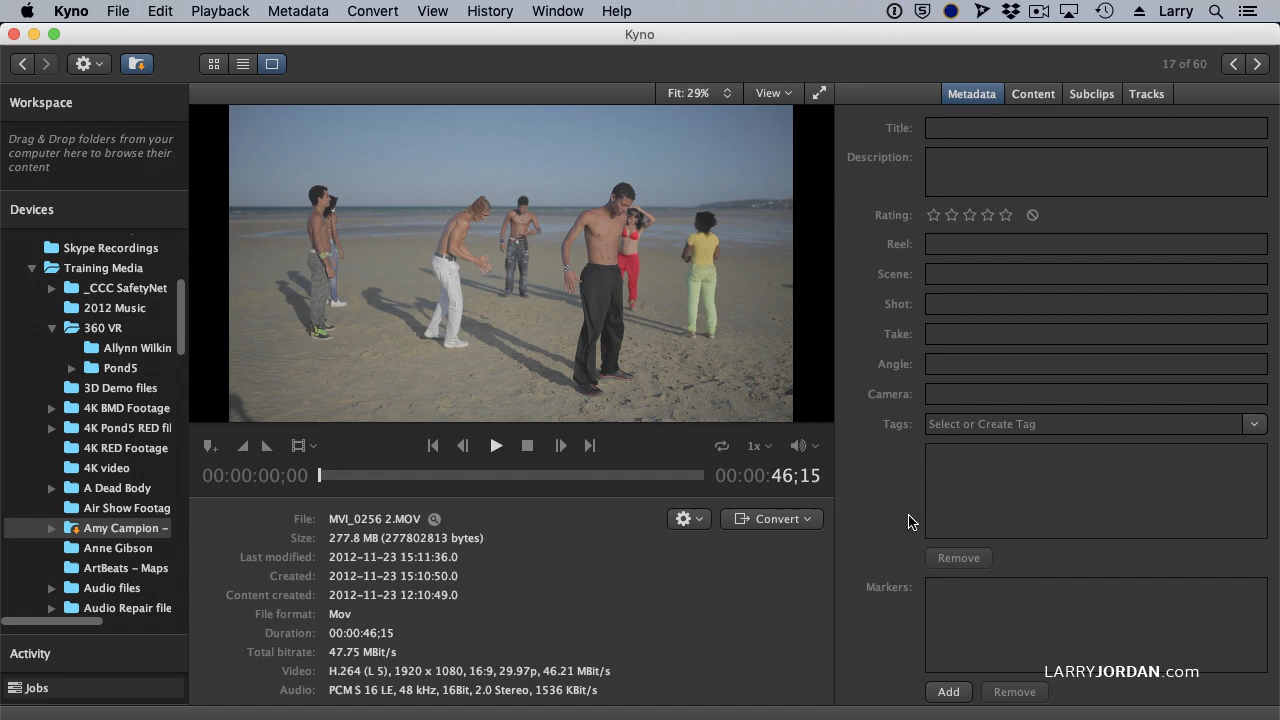 Kyno File Edit Playback Metadata Convert View History Window Help Larry
Kyno
17 of 60
Workspace
Drag & Drop folders from your
computer here to browse their
content
Devices
Skype Recordings
Training Media
_CCC SafetyNet
2012 Music
360 VR
Allynn Wilkin
Pond5
3D Demo files
4K BMD Footage
4K Pond5 RED fil
4K RED Footage
4K video
A Dead Body
Air Show Footag
Amy Campion –
Anne Gibson
ArtBeats – Maps
Audio files
Audio Repair file
Activity
Jobs
Fit: 29% View
1x
00:00:00;00 00:00:46;15
File: MVI_0256 2.MOV
Convert
Size: 277.8 MB (277802813 bytes)
Last modified: 2012-11-23 15:11:36.0
Created: 2012-11-23 15:10:50.0
Content created: 2012-11-23 12:10:49.0
File format: Mov
Duration: 00:00:46;15
Total bitrate: 47.75 MBit/s
Video: H.264 (L 5), 1920 x 1080, 16:9, 29.97p, 46.21 MBit/s
Audio: PCM S 16 LE, 48 kHz, 16Bit, 2.0 Stereo, 1536 KBit/s
Metadata Content Subclips Tracks
Title:
Description:
Rating:
Reel:
Scene:
Shot:
Take:
Angle:
Camera:
Tags: Select or Create Tag
Remove
Markers:
LARRYJORDAN.com
Add Remove